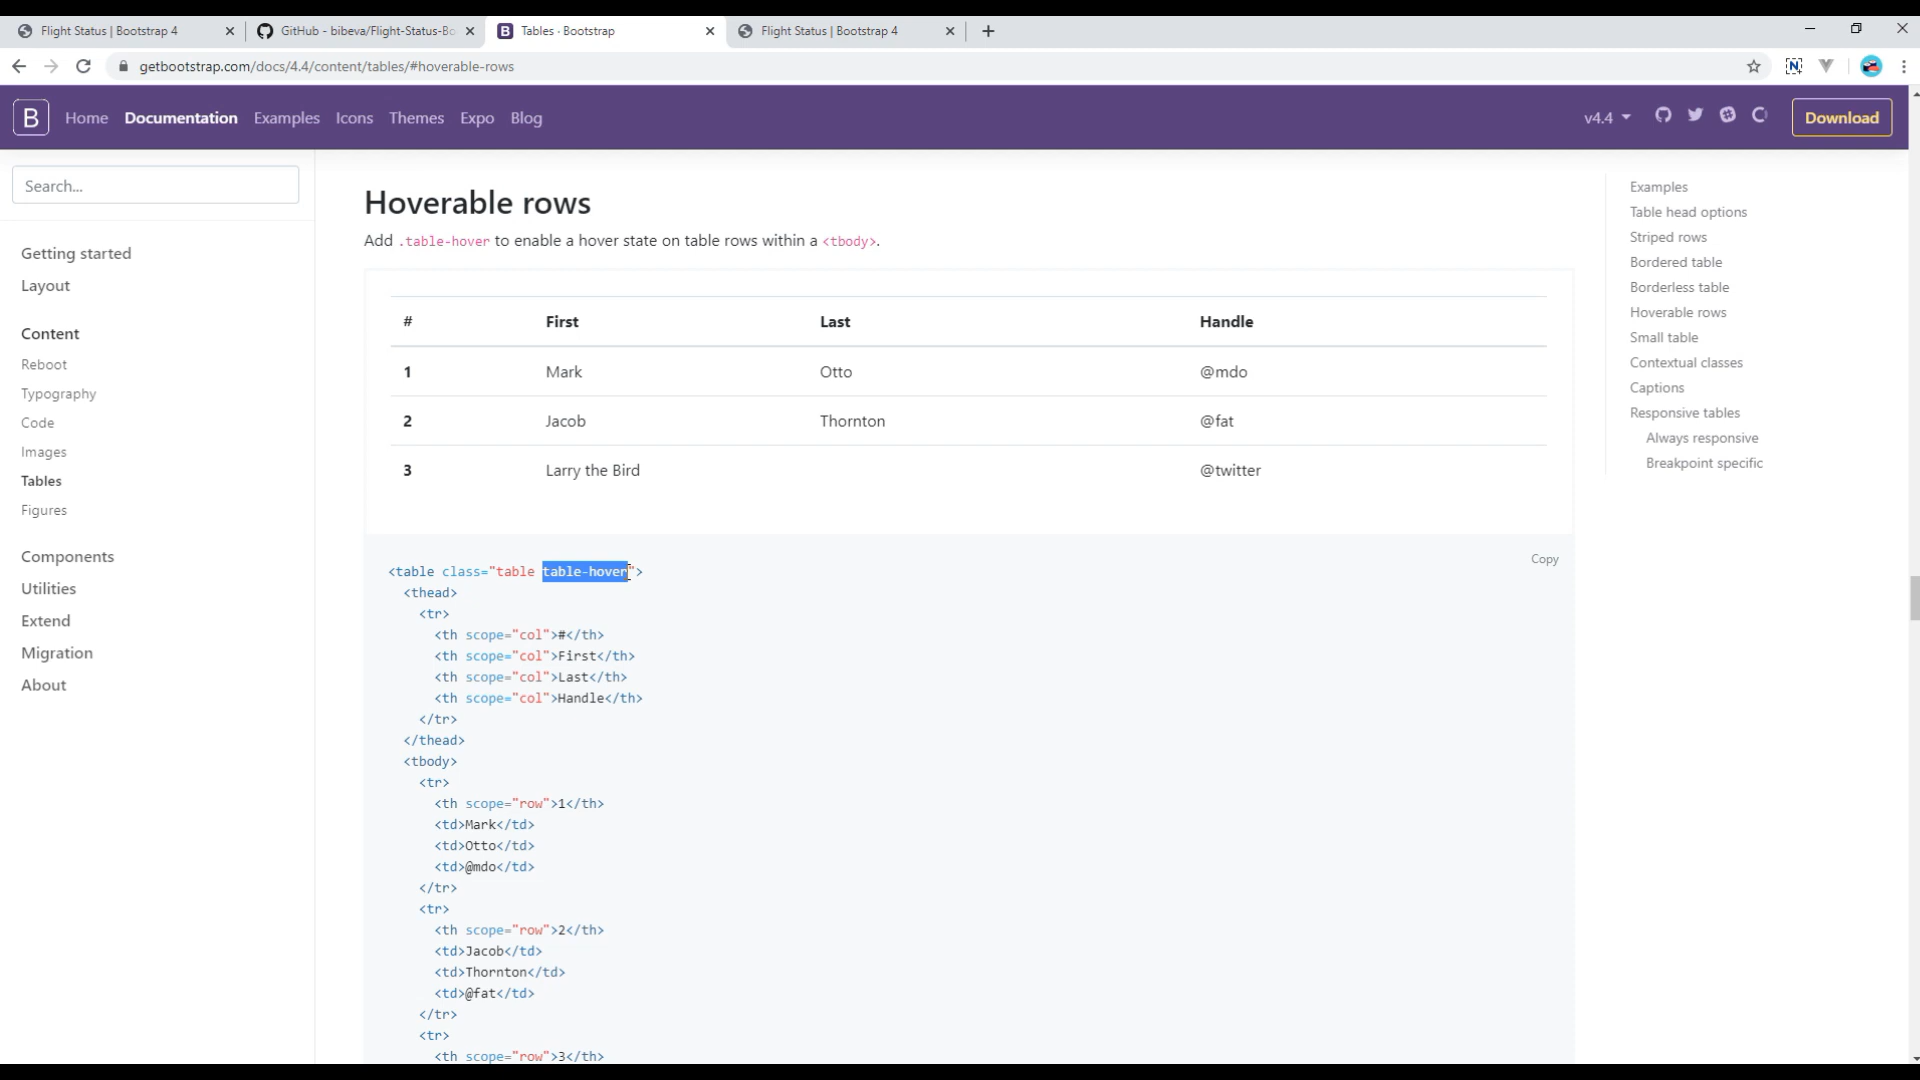 Flight Status | Bootstrap 4
GitHub - bibeva/Flight-Status-Bo
Tables · Bootstrap
Flight Status | Bootstrap 4
getbootstrap.com/docs/4.4/content/tables/#hoverable-rows
B Home Documentation Examples Icons Themes Expo Blog v4.4 Download
Search...
Getting started
Layout
Content
Reboot
Typography
Code
Images
Tables
Figures
Components
Utilities
Extend
Migration
About
Hoverable rows
Add .table-hover to enable a hover state on table rows within a <tbody>.
# First Last Handle
1 Mark Otto @mdo
2 Jacob Thornton @fat
3 Larry the Bird @twitter
Copy
<table class="table table-hover">
<thead>
<tr>
<th scope="col">#</th>
<th scope="col">First</th>
<th scope="col">Last</th>
<th scope="col">Handle</th>
</tr>
</thead>
<tbody>
<tr>
<th scope="row">1</th>
<td>Mark</td>
<td>Otto</td>
<td>@mdo</td>
</tr>
<tr>
<th scope="row">2</th>
<td>Jacob</td>
<td>Thornton</td>
<td>@fat</td>
</tr>
<tr>
<th scope="row">3</th>
Examples
Table head options
Striped rows
Bordered table
Borderless table
Hoverable rows
Small table
Contextual classes
Captions
Responsive tables
Always responsive
Breakpoint specific